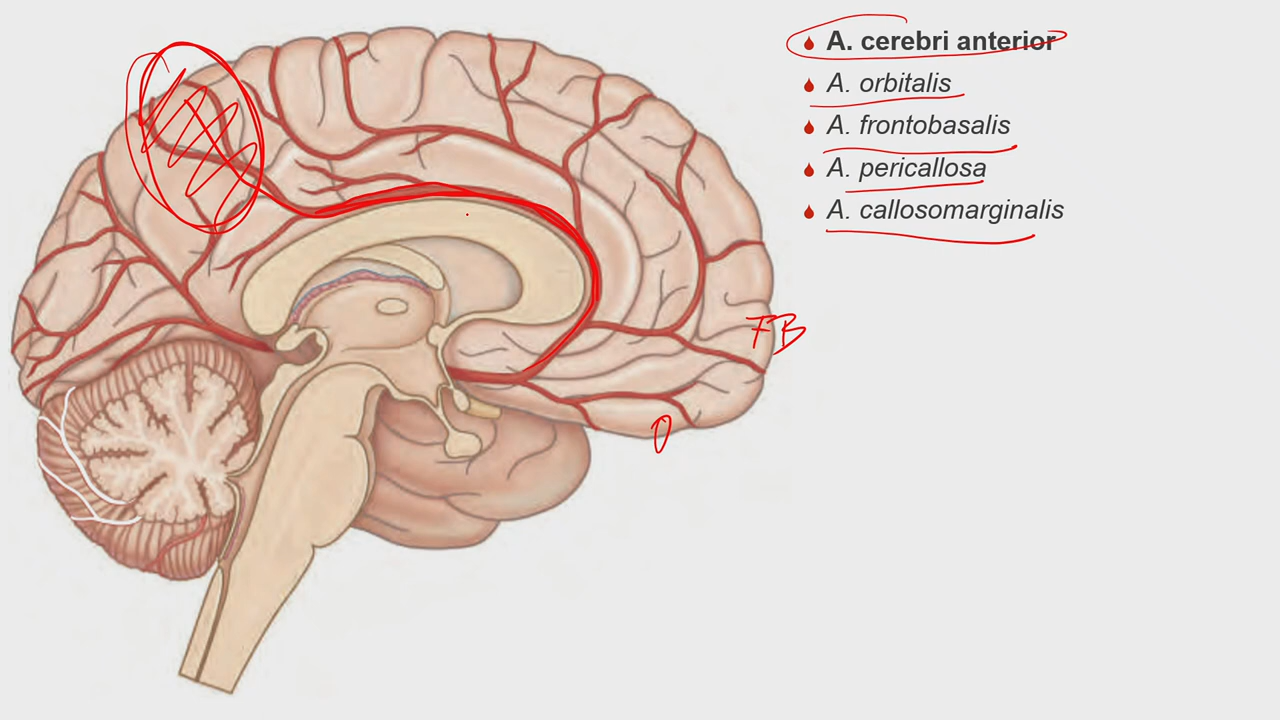 A. cerebri anterior
A. orbitalis
A. frontobasalis
A. pericallosa
A. callosomarginalis
FB
O